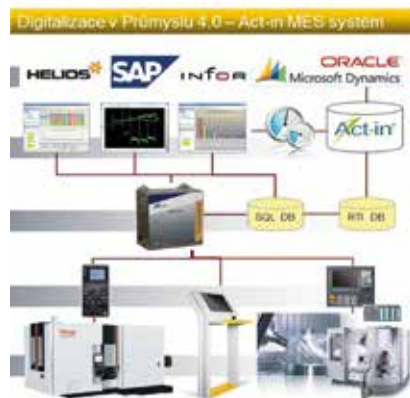 Digitalizace v Průmyslu 4.0 – Act-in MES systém
HELIOS
SAP
infor
ORACLE
Microsoft Dynamics
Act-in
SQL DB
RTI DB